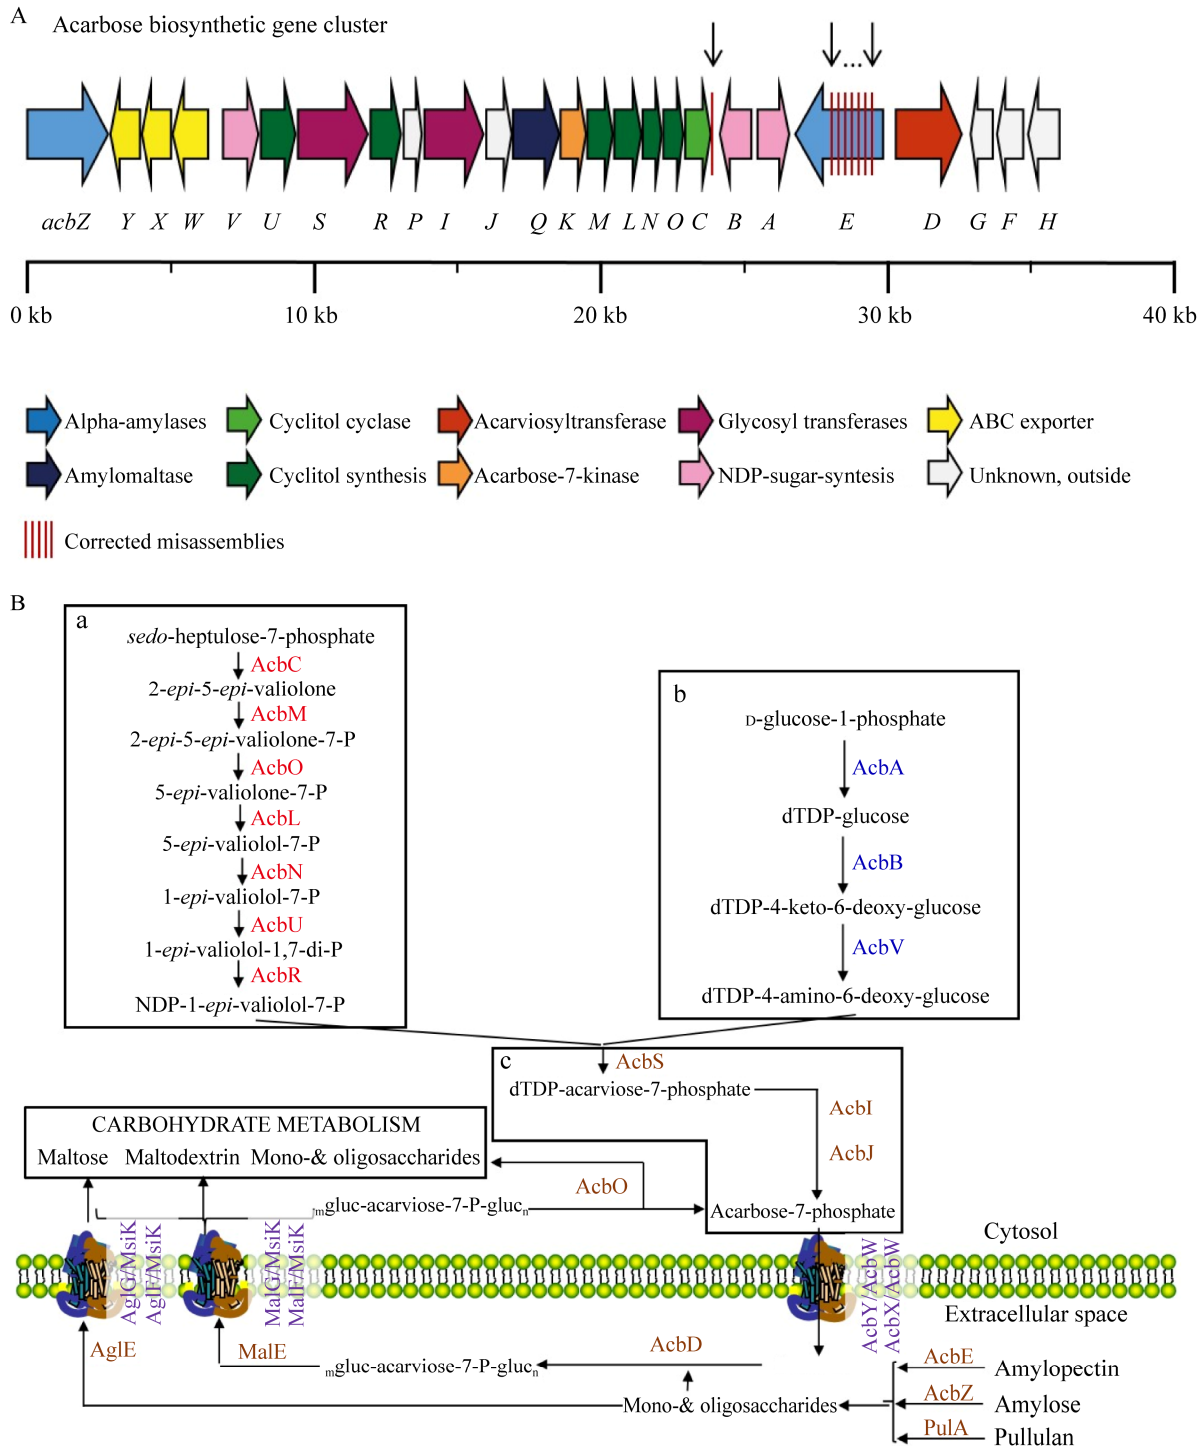 A
Acarbose biosynthetic gene cluster
...
acbZ Y X W V U S R P I J Q K M L N O C B A E D G F H
0 kb 10 kb 20 kb 30 kb 40 kb
Alpha-amylases Cyclitol cyclase Acarviosyltransferase Glycosyl transferases ABC exporter
Amylomaltase Cyclitol synthesis Acarbose-7-kinase NDP-sugar-syntesis Unknown, outside
Corrected misassemblies
B
a
sedo-heptulose-7-phosphate
AcbC
2-epi-5-epi-valiolone
AcbM
2-epi-5-epi-valiolone-7-P
AcbO
5-epi-valiolone-7-P
AcbL
5-epi-valiolol-7-P
AcbN
1-epi-valiolol-7-P
AcbU
1-epi-valiolol-1,7-di-P
AcbR
NDP-1-epi-valiolol-7-P
b
D-glucose-1-phosphate
AcbA
dTDP-glucose
AcbB
dTDP-4-keto-6-deoxy-glucose
AcbV
dTDP-4-amino-6-deoxy-glucose
c
AcbS
dTDP-acarviose-7-phosphate
AcbI
AcbJ
Acarbose-7-phosphate
CARBOHYDRATE METABOLISM
Maltose Maltodextrin Mono-& oligosaccharides
AcbO
mgluc-acarviose-7-P-glucn
Cytosol
AglG/MsiK
AglF/MsiK
MalG/MsiK
MalF/MsiK
AcbY/AcbW
AcbX/AcbW
Extracellular space
AglE
MalE
AcbD
mgluc-acarviose-7-P-glucn
AcbE
Amylopectin
Mono-& oligosaccharides
AcbZ
Amylose
PulA
Pullulan